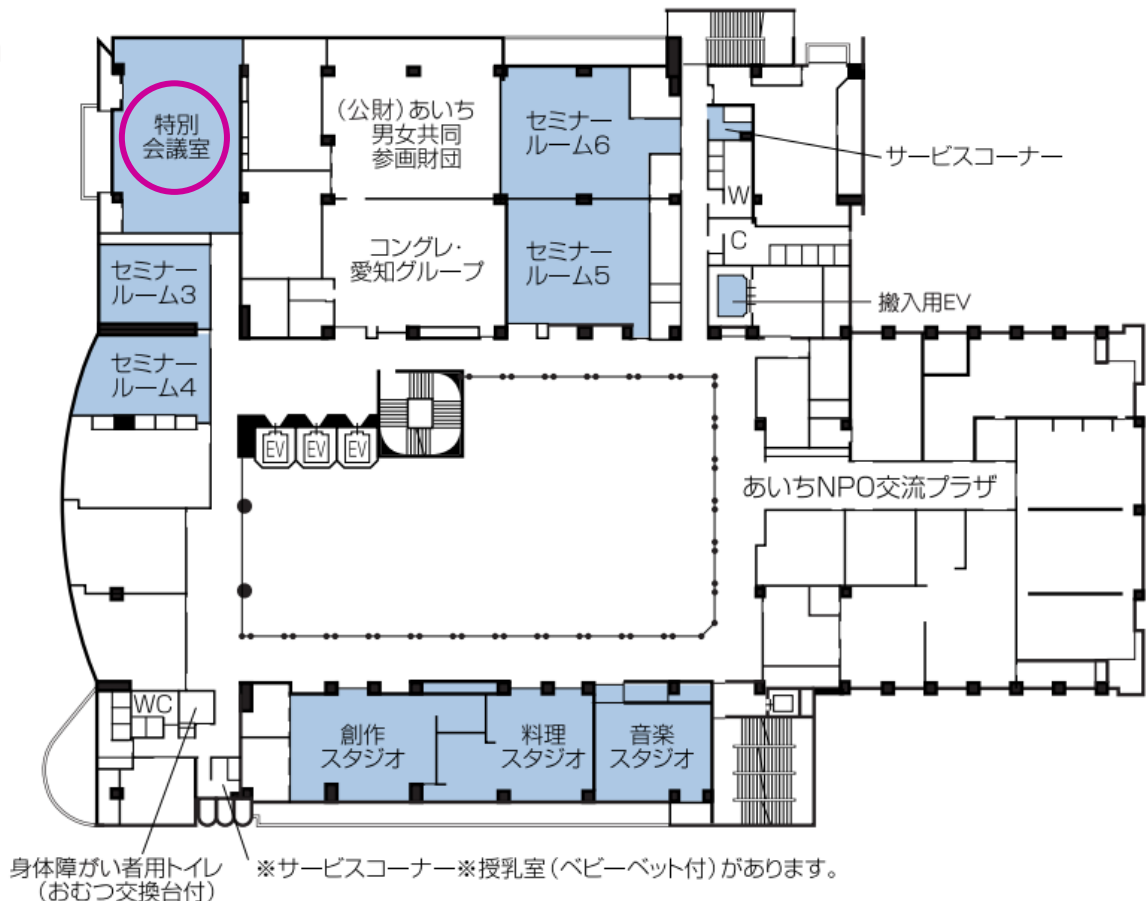 特別
会議室
(公財)あいち
男女共同
参画財団
セミナー
ルーム6
サービスコーナー
W
C
セミナー
ルーム3
コングレ・
愛知グループ
セミナー
ルーム5
搬入用EV
セミナー
ルーム4
EV
EV
EV
あいちNPO交流プラザ
WC
創作
スタジオ
料理
スタジオ
音楽
スタジオ
身体障がい者用トイレ
(おむつ交換台付)
※サービスコーナー※授乳室(ベビーベット付)があります。